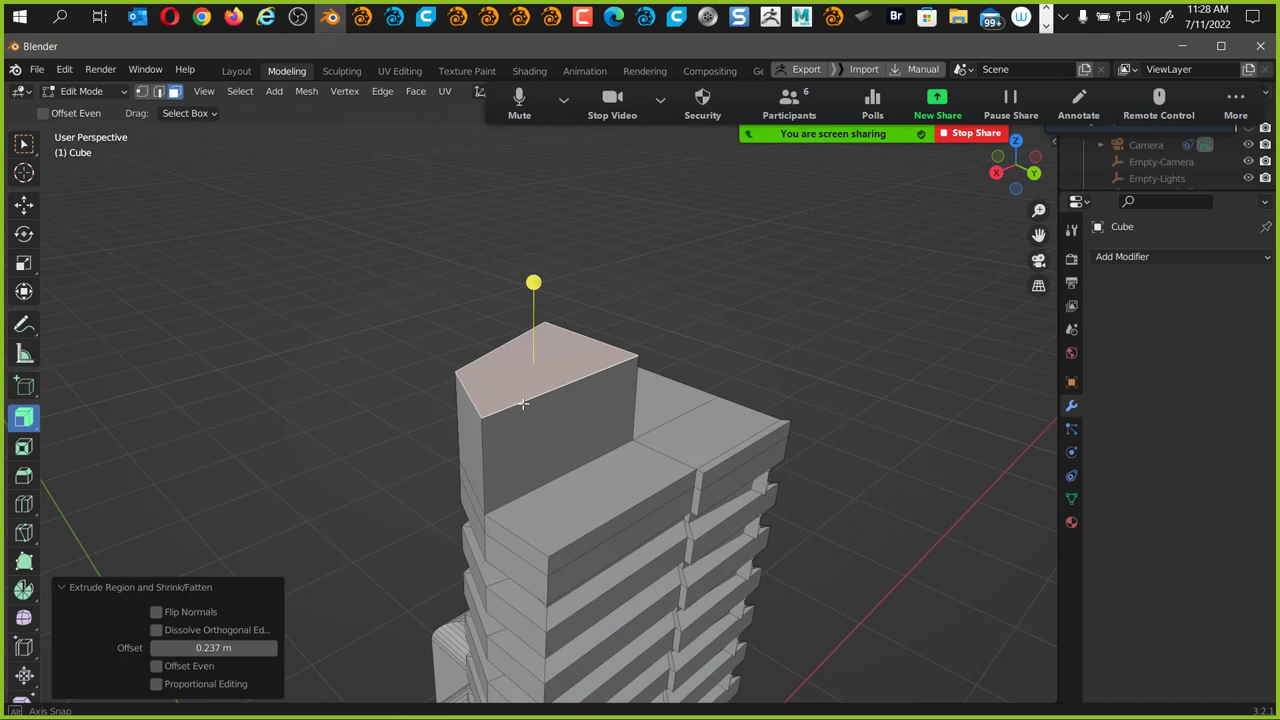 11:28 AM
7/11/2022
99+
Br
Blender
File Edit Render Window Help Layout Modeling Sculpting UV Editing Texture Paint Shading Animation Rendering Compositing Ge Export Import Manual Scene ViewLayer
Edit Mode View Select Add Mesh Vertex Edge Face UV
Mute Stop Video Security Participants 6 Polls New Share Pause Share Annotate Remote Control More
Offset Even Drag: Select Box
You are screen sharing Stop Share
User Perspective
(1) Cube
Z
X Y
Camera
Empty-Camera
Empty-Lights
Cube
Add Modifier
Extrude Region and Shrink/Fatten
Flip Normals
Dissolve Orthogonal Ed...
Offset 0.237 m
Offset Even
Proportional Editing
Alt Axis Snap
3.2.1